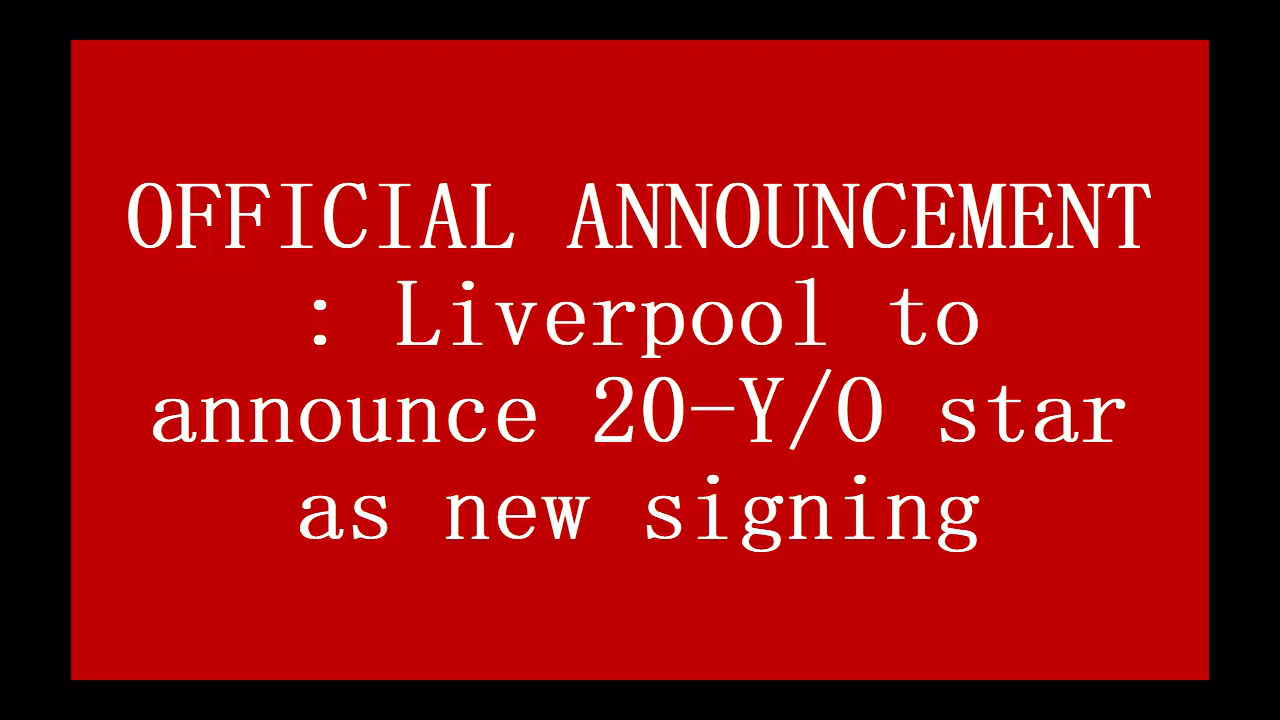 OFFICIAL ANNOUNCEMENT
: Liverpool to
announce 20-Y/O star
as new signing